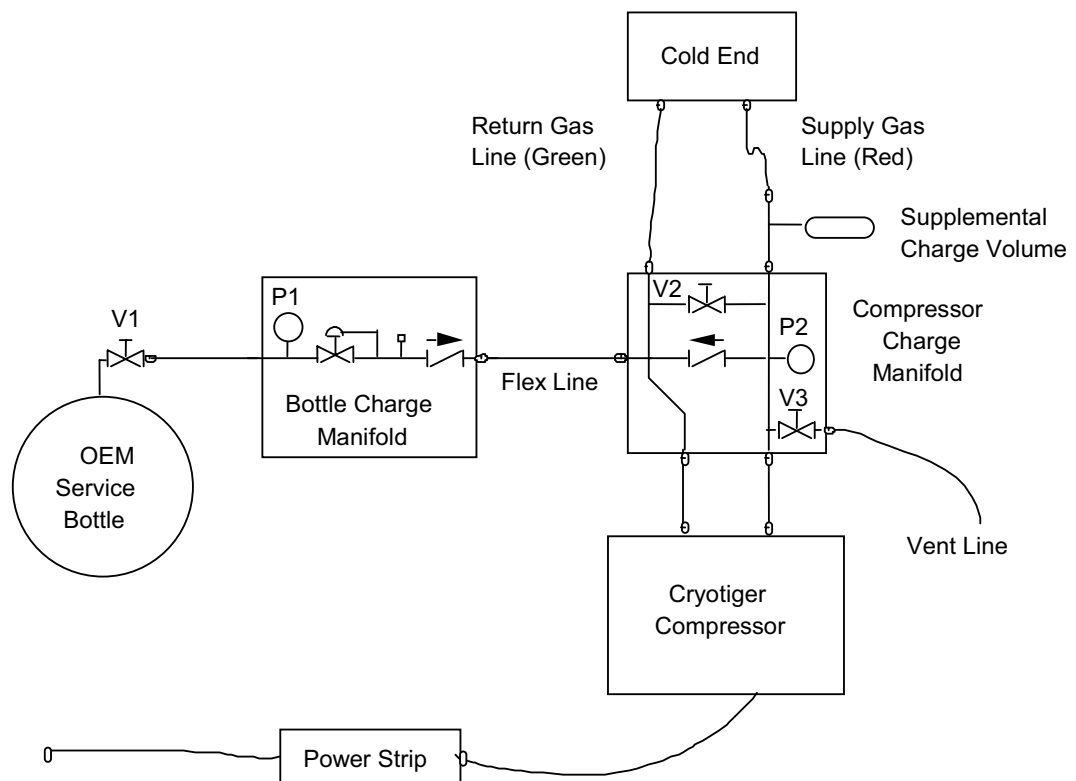 Cold End
Return Gas
Line (Green)
Supply Gas
Line (Red)
Supplemental
Charge Volume
V1
P1
Bottle Charge
Manifold
Flex Line
V2
P2
V3
Compressor
Charge
Manifold
OEM
Service
Bottle
Vent Line
Cryotiger
Compressor
Power Strip